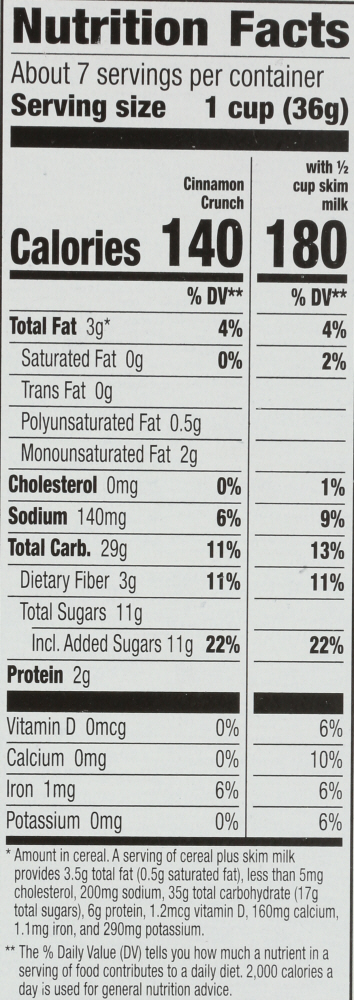 Nutrition Facts
About 7 servings per container
Serving size 1 cup (36g)
Cinnamon Crunch with ½ cup skim milk
Calories 140 180
% DV** % DV**
Total Fat 3g* 4% 4%
Saturated Fat 0g 0% 2%
Trans Fat 0g
Polyunsaturated Fat 0.5g
Monounsaturated Fat 2g
Cholesterol 0mg 0% 1%
Sodium 140mg 6% 9%
Total Carb. 29g 11% 13%
Dietary Fiber 3g 11% 11%
Total Sugars 11g
Incl. Added Sugars 11g 22% 22%
Protein 2g
Vitamin D 0mcg 0% 6%
Calcium 0mg 0% 10%
Iron 1mg 6% 6%
Potassium 0mg 0% 6%
* Amount in cereal. A serving of cereal plus skim milk
provides 3.5g total fat (0.5g saturated fat), less than 5mg
cholesterol, 200mg sodium, 35g total carbohydrate (17g
total sugars), 6g protein, 1.2mcg vitamin D, 160mg calcium,
1.1mg iron, and 290mg potassium.
** The % Daily Value (DV) tells you how much a nutrient in a
serving of food contributes to a daily diet. 2,000 calories a
day is used for general nutrition advice.